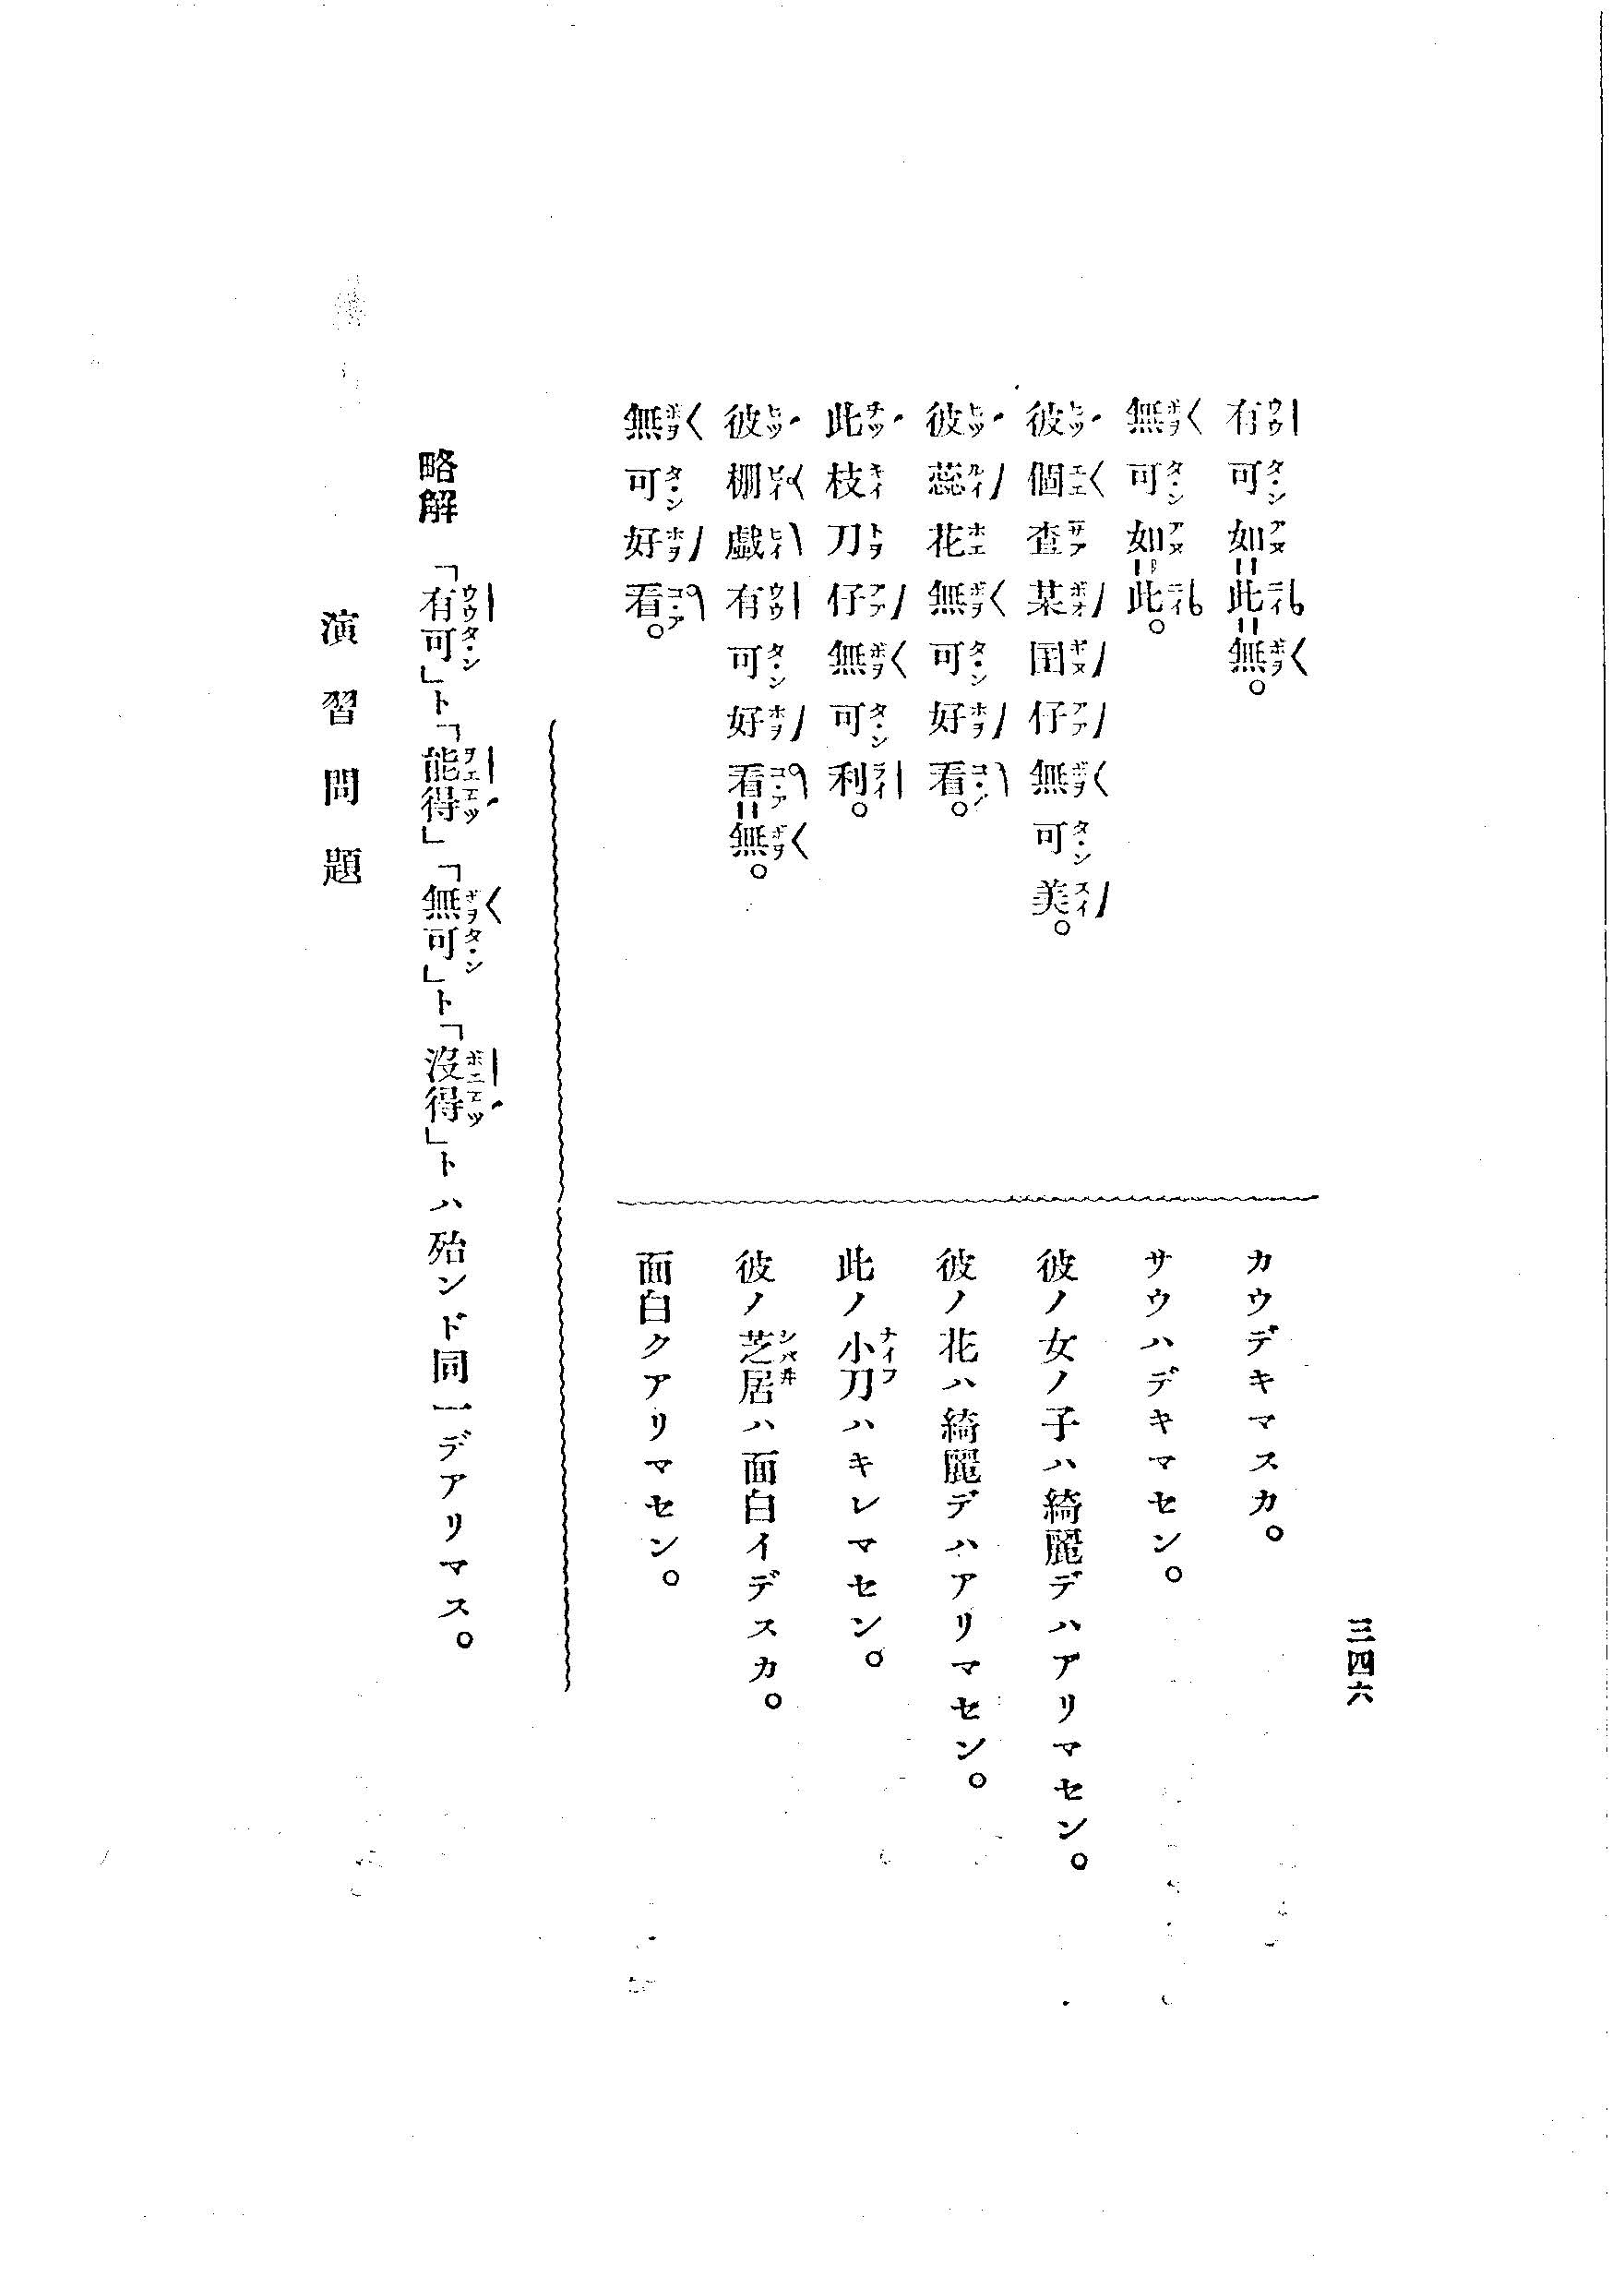 三四六
有可如此無。
無可如此。
彼個查某囝仔無可美。
彼蕊花無可好看。
此枝刀仔無可利。
彼棚戲有可好看無。
無可好看。
カウデキマスカ。
サウハデキマセン。
彼ノ女ノ子ハ綺麗デハアリマセン。
彼ノ花ハ綺麗デハアリマセン。
此ノ小刀ハキレマセン。
彼ノ芝居ハ面白イデスカ。
面白クアリマセン。
略解 「有可」ト「能得」「無可」ト「沒得」トハ殆ンド同一デアリマス。
演習問題